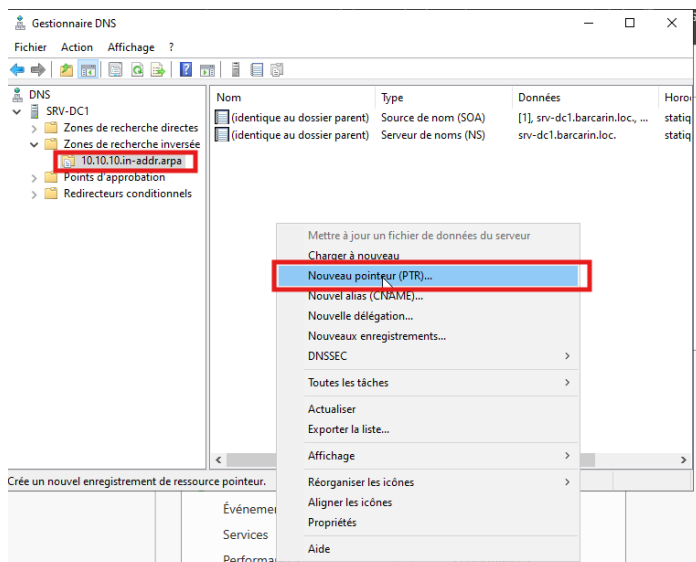 Gestionnaire DNS
Fichier Action Affichage ?
DNS
SRV-DC1
Zones de recherche directes
Zones de recherche inversée
10.10.10.in-addr.arpa
Points d'approbation
Redirecteurs conditionnels
Nom Type Données Horo
(identique au dossier parent) Source de nom (SOA) [1], srv-dc1.barcarin.loc., ... statiq
(identique au dossier parent) Serveur de noms (NS) srv-dc1.barcarin.loc. statiq
Mettre à jour un fichier de données du serveur
Charger à nouveau
Nouveau pointeur (PTR)...
Nouvel alias (CNAME)...
Nouvelle délégation...
Nouveaux enregistrements...
DNSSEC
Toutes les tâches
Actualiser
Exporter la liste...
Affichage
Réorganiser les icônes
Aligner les icônes
Propriétés
Aide
Crée un nouvel enregistrement de ressource pointeur.
Événeme
Services
Performa